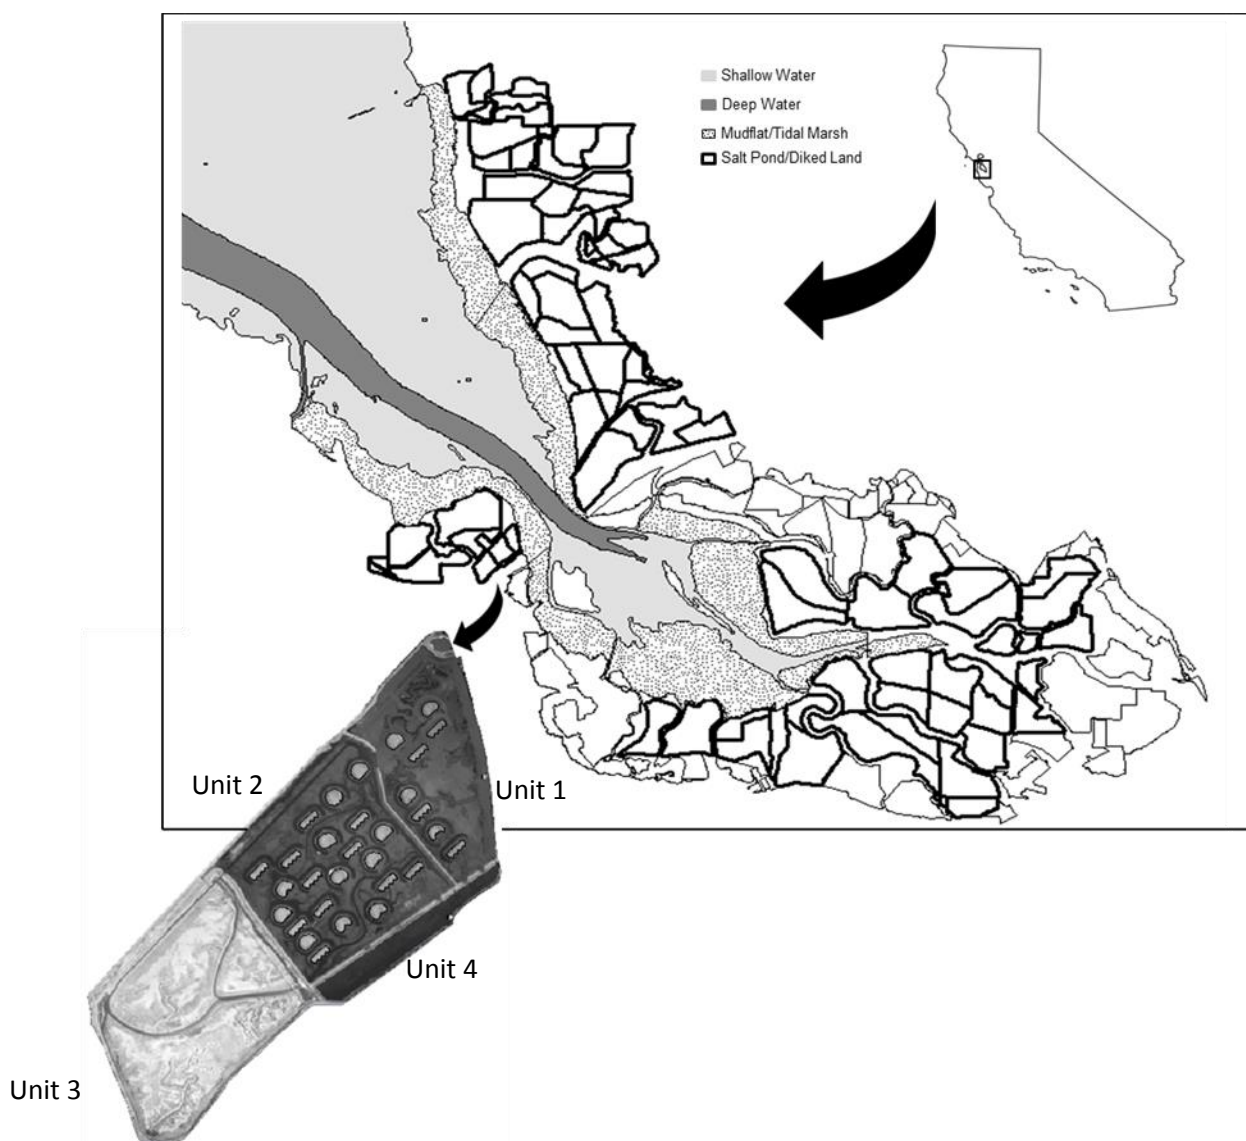 Shallow Water
Deep Water
Mudflat/Tidal Marsh
Salt Pond/Diked Land
Unit 2
Unit 1
Unit 4
Unit 3